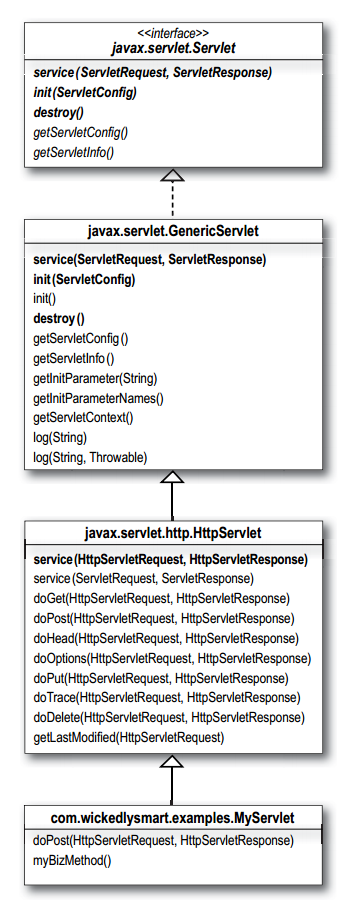 <<interface>>
javax.servlet.Servlet
service(ServletRequest, ServletResponse)
init(ServletConfig)
destroy()
getServletConfig()
getServletInfo()
javax.servlet.GenericServlet
service(ServletRequest, ServletResponse)
init(ServletConfig)
init()
destroy()
getServletConfig()
getServletInfo()
getInitParameter(String)
getInitParameterNames()
getServletContext()
log(String)
log(String, Throwable)
javax.servlet.http.HttpServlet
service(HttpServletRequest, HttpServletResponse)
service(ServletRequest, ServletResponse)
doGet(HttpServletRequest, HttpServletResponse)
doPost(HttpServletRequest, HttpServletResponse)
doHead(HttpServletRequest, HttpServletResponse)
doOptions(HttpServletRequest, HttpServletResponse)
doPut(HttpServletRequest, HttpServletResponse)
doTrace(HttpServletRequest, HttpServletResponse)
doDelete(HttpServletRequest, HttpServletResponse)
getLastModified(HttpServletRequest)
com.wickedlysmart.examples.MyServlet
doPost(HttpServletRequest, HttpServletResponse)
myBizMethod()